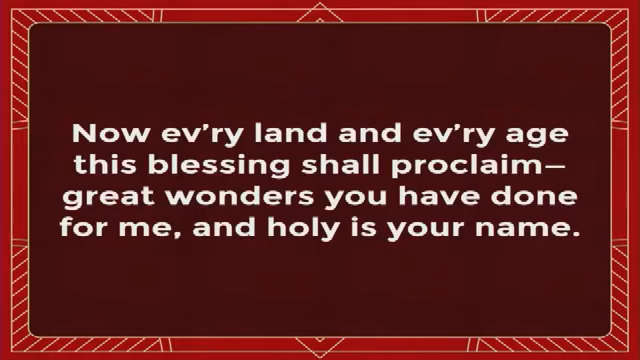 Now ev’ry land and ev’ry age
this blessing shall proclaim—
great wonders you have done
for me, and holy is your name.